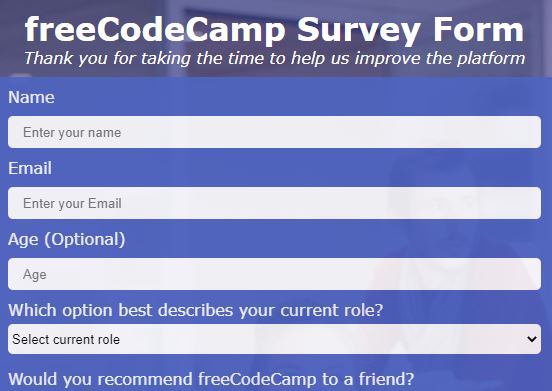 freeCodeCamp Survey Form
Thank you for taking the time to help us improve the platform
Name
Enter your name
Email
Enter your Email
Age (Optional)
Age
Which option best describes your current role?
Select current role
Would you recommend freeCodeCamp to a friend?